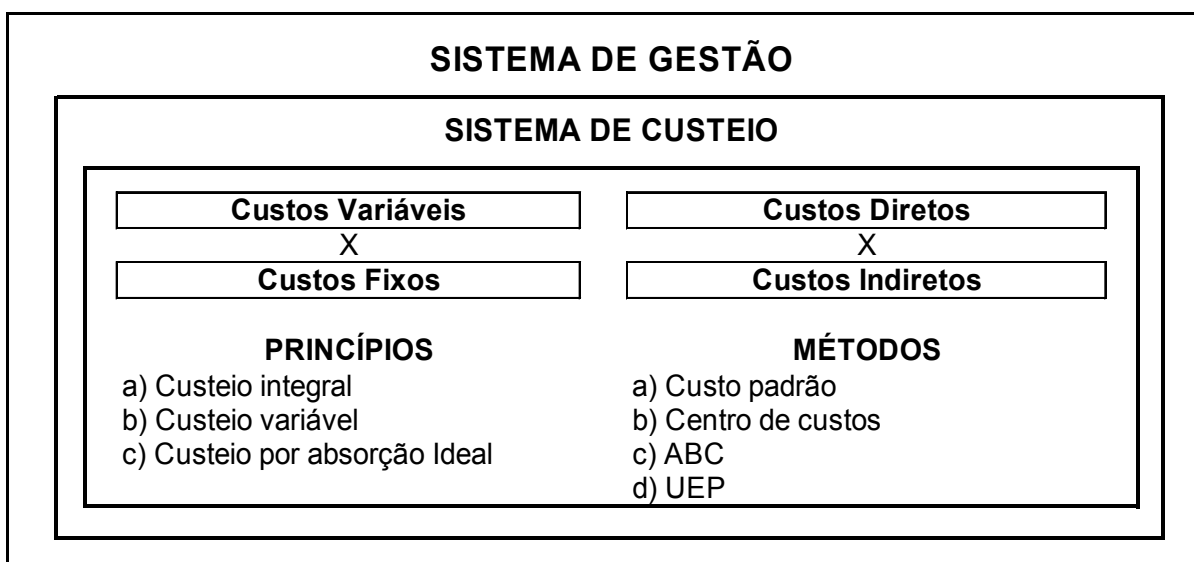 SISTEMA DE GESTÃO
SISTEMA DE CUSTEIO
Custos Variáveis
X
Custos Fixos
PRINCÍPIOS
a) Custeio integral
b) Custeio variável
c) Custeio por absorção Ideal
Custos Diretos
X
Custos Indiretos
MÉTODOS
a) Custo padrão
b) Centro de custos
c) ABC
d) UEP